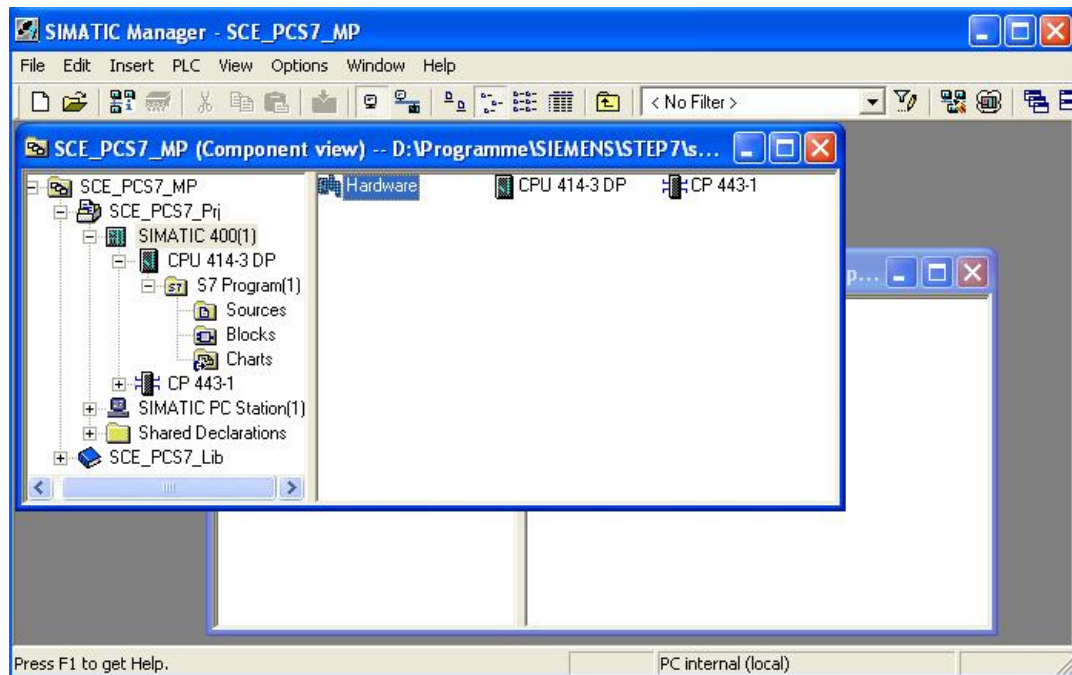 SIMATIC Manager - SCE_PCS7_MP
File Edit Insert PLC View Options Window Help
< No Filter >
SCE_PCS7_MP (Component view) -- D:\Programme\SIEMENS\STEP7\s...
SCE_PCS7_MP
Hardware
CPU 414-3 DP
CP 443-1
SCE_PCS7_Prj
SIMATIC 400(1)
CPU 414-3 DP
S7 Program(1)
Sources
Blocks
Charts
CP 443-1
SIMATIC PC Station(1)
Shared Declarations
SCE_PCS7_Lib
p...
Press F1 to get Help.
PC internal (local)